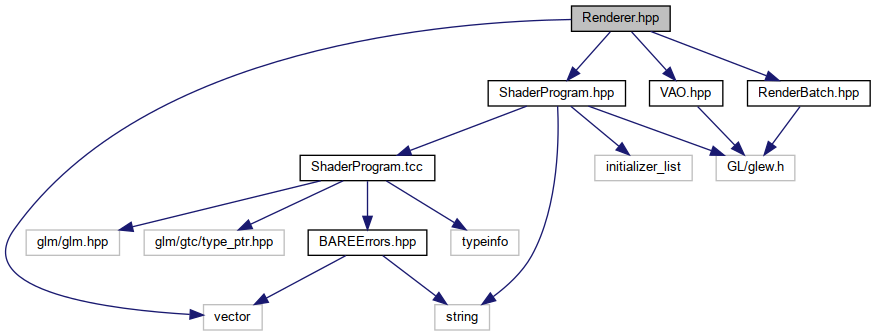 Renderer.hpp
ShaderProgram.hpp
VAO.hpp
RenderBatch.hpp
ShaderProgram.tcc
initializer_list
GL/glew.h
glm/glm.hpp
glm/gtc/type_ptr.hpp
BAREErrors.hpp
typeinfo
vector
string